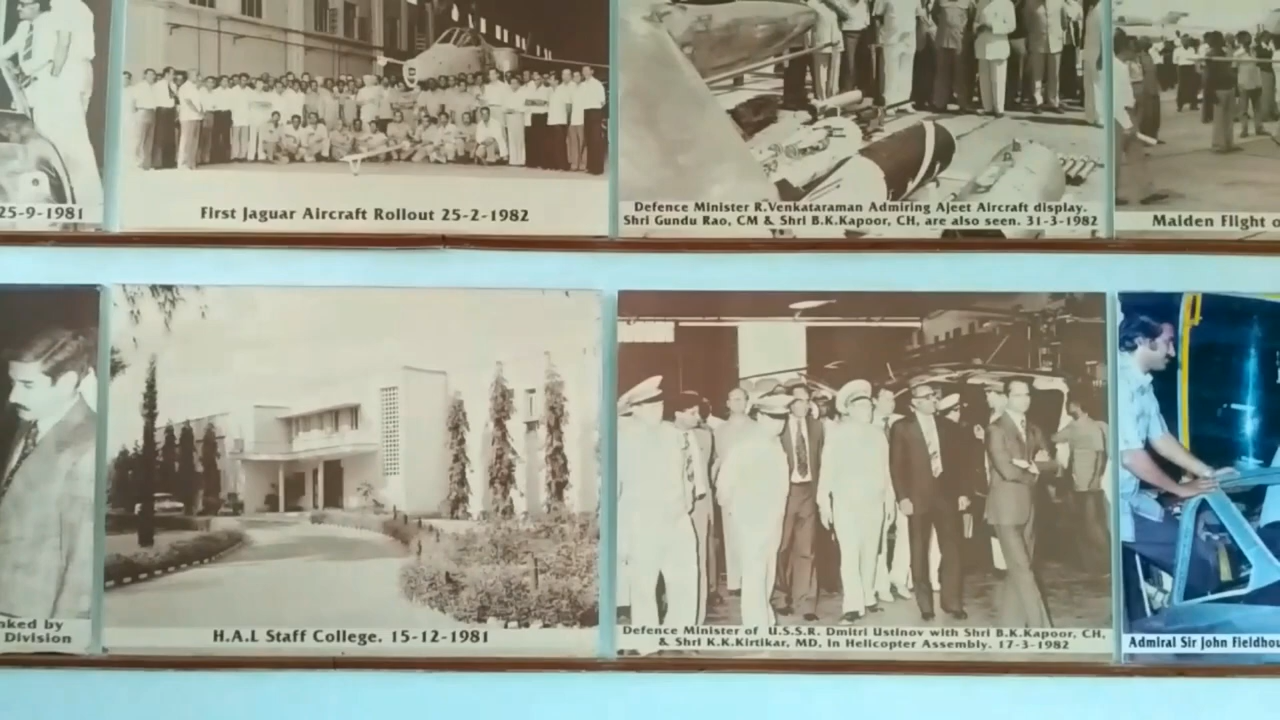 25-9-1981
First Jaguar Aircraft Rollout 25-2-1982
Defence Minister R.Venkataraman Admiring Ajeet Aircraft display.
Shri Gundu Rao, CM & Shri B.K.Kapoor, CH, are also seen. 31-3-1982
Maiden Flight o
nked by
Division
H.A.L Staff College. 15-12-1981
Defence Minister of U.S.S.R. Dmitri Ustinov with Shri B.K.Kapoor, CH,
& Shri K.K.Kirtikar, MD, in Helicopter Assembly. 17-3-1982
Admiral Sir John Fieldhou